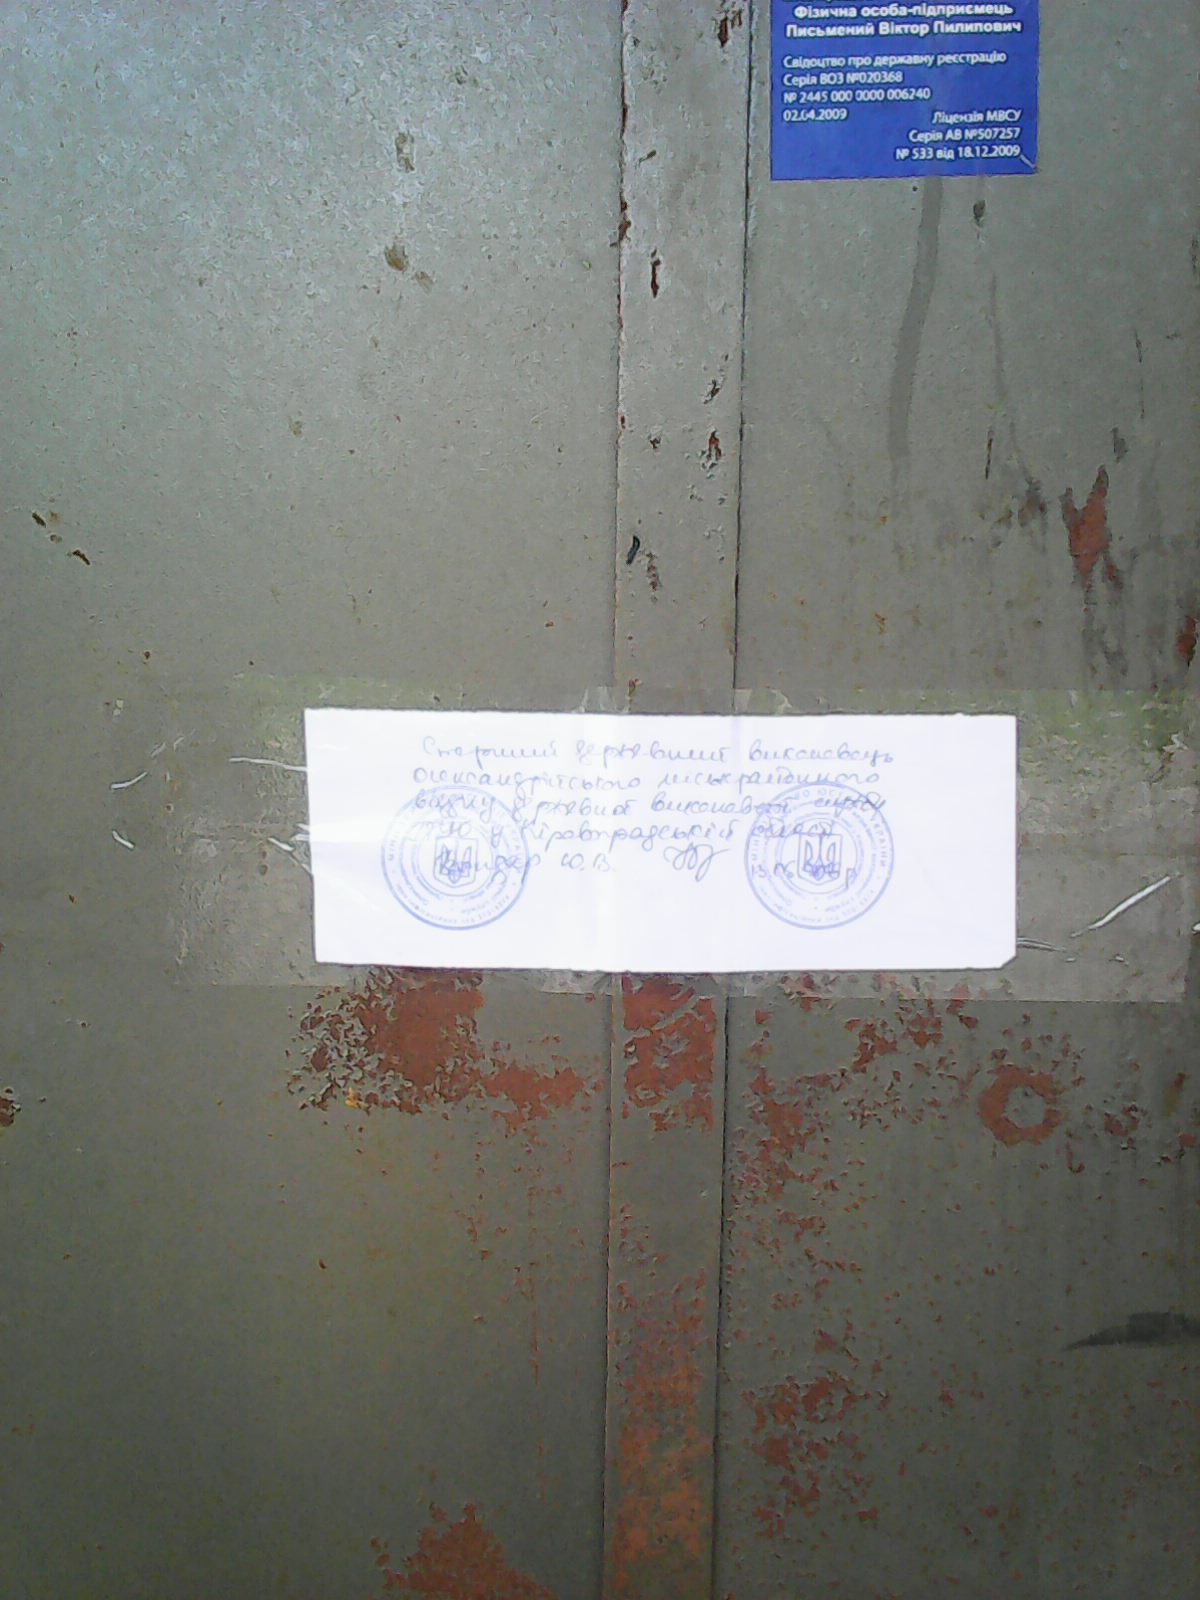 Фізична особа-підприємець
Письмений Віктор Пилипович
Свідоцтво про державну реєстрацію
Серія ВОЗ №020368
№ 2445 000 0000 006240
02.04.2009
Ліцензія МВСУ
Серія АВ №507257
№ 533 від 18.12.2009
Старший державний виконавець
Олександрійського міськрайонного
відділу державної виконавчої служби
у Кіровоградській області
Ю.В.